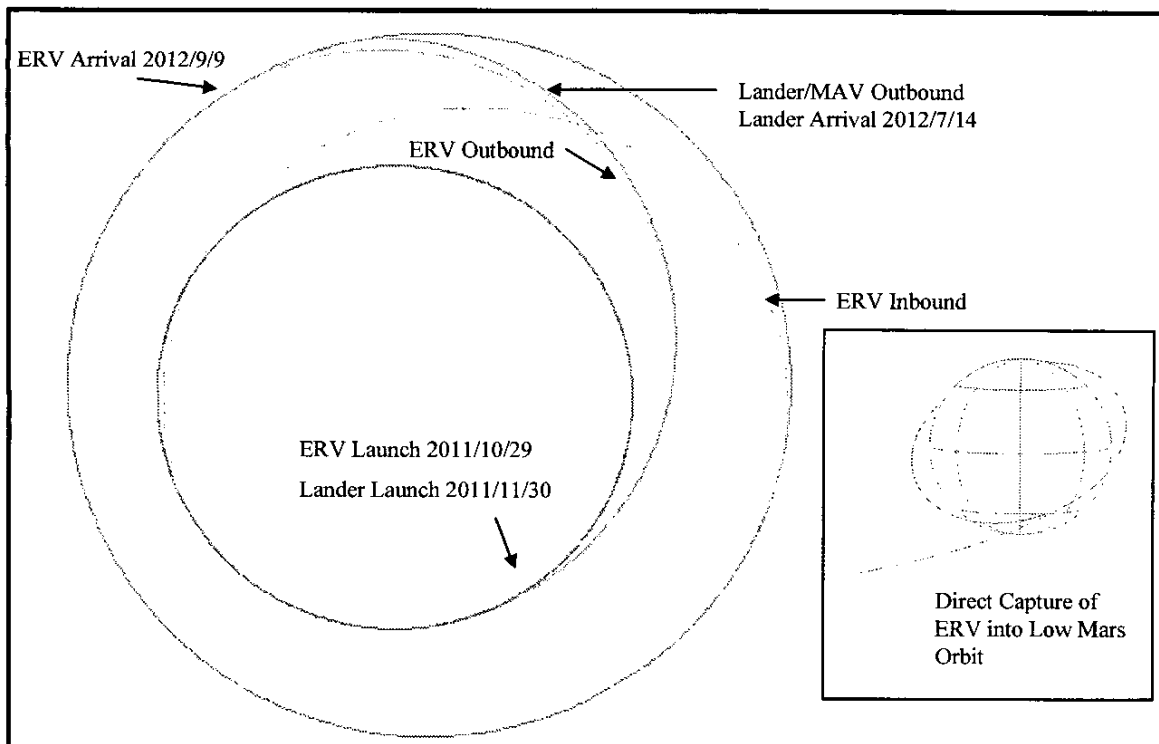 ERV Arrival 2012/9/9
Lander/MAV Outbound
Lander Arrival 2012/7/14
ERV Outbound
ERV Inbound
ERV Launch 2011/10/29
Lander Launch 2011/11/30
Direct Capture of
ERV into Low Mars
Orbit